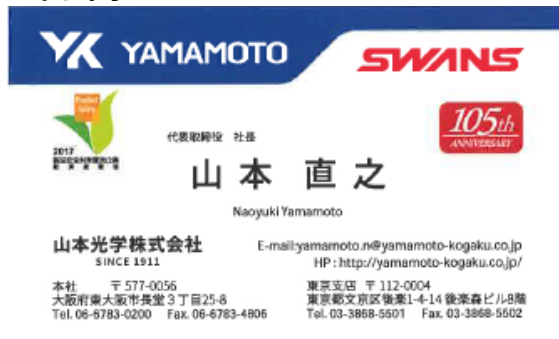 YK YAMAMOTO
SWANS
2017
105th
ANNIVERSARY
代表取締役 社長
山本 直之
Naoyuki Yamamoto
山本光学株式会社
SINCE 1911
E-mail:yamamoto.n@yamamoto-kogaku.co.jp
HP : http://yamamoto-kogaku.co.jp/
本社 〒577-0056
大阪府東大阪市長堂3丁目25-8
Tel. 06-6783-0200 Fax. 06-6783-4806
東京支店 〒112-0004
東京都文京区後楽1-4-14 後楽森ビル8階
Tel. 03-3868-5501 Fax. 03-3868-5502